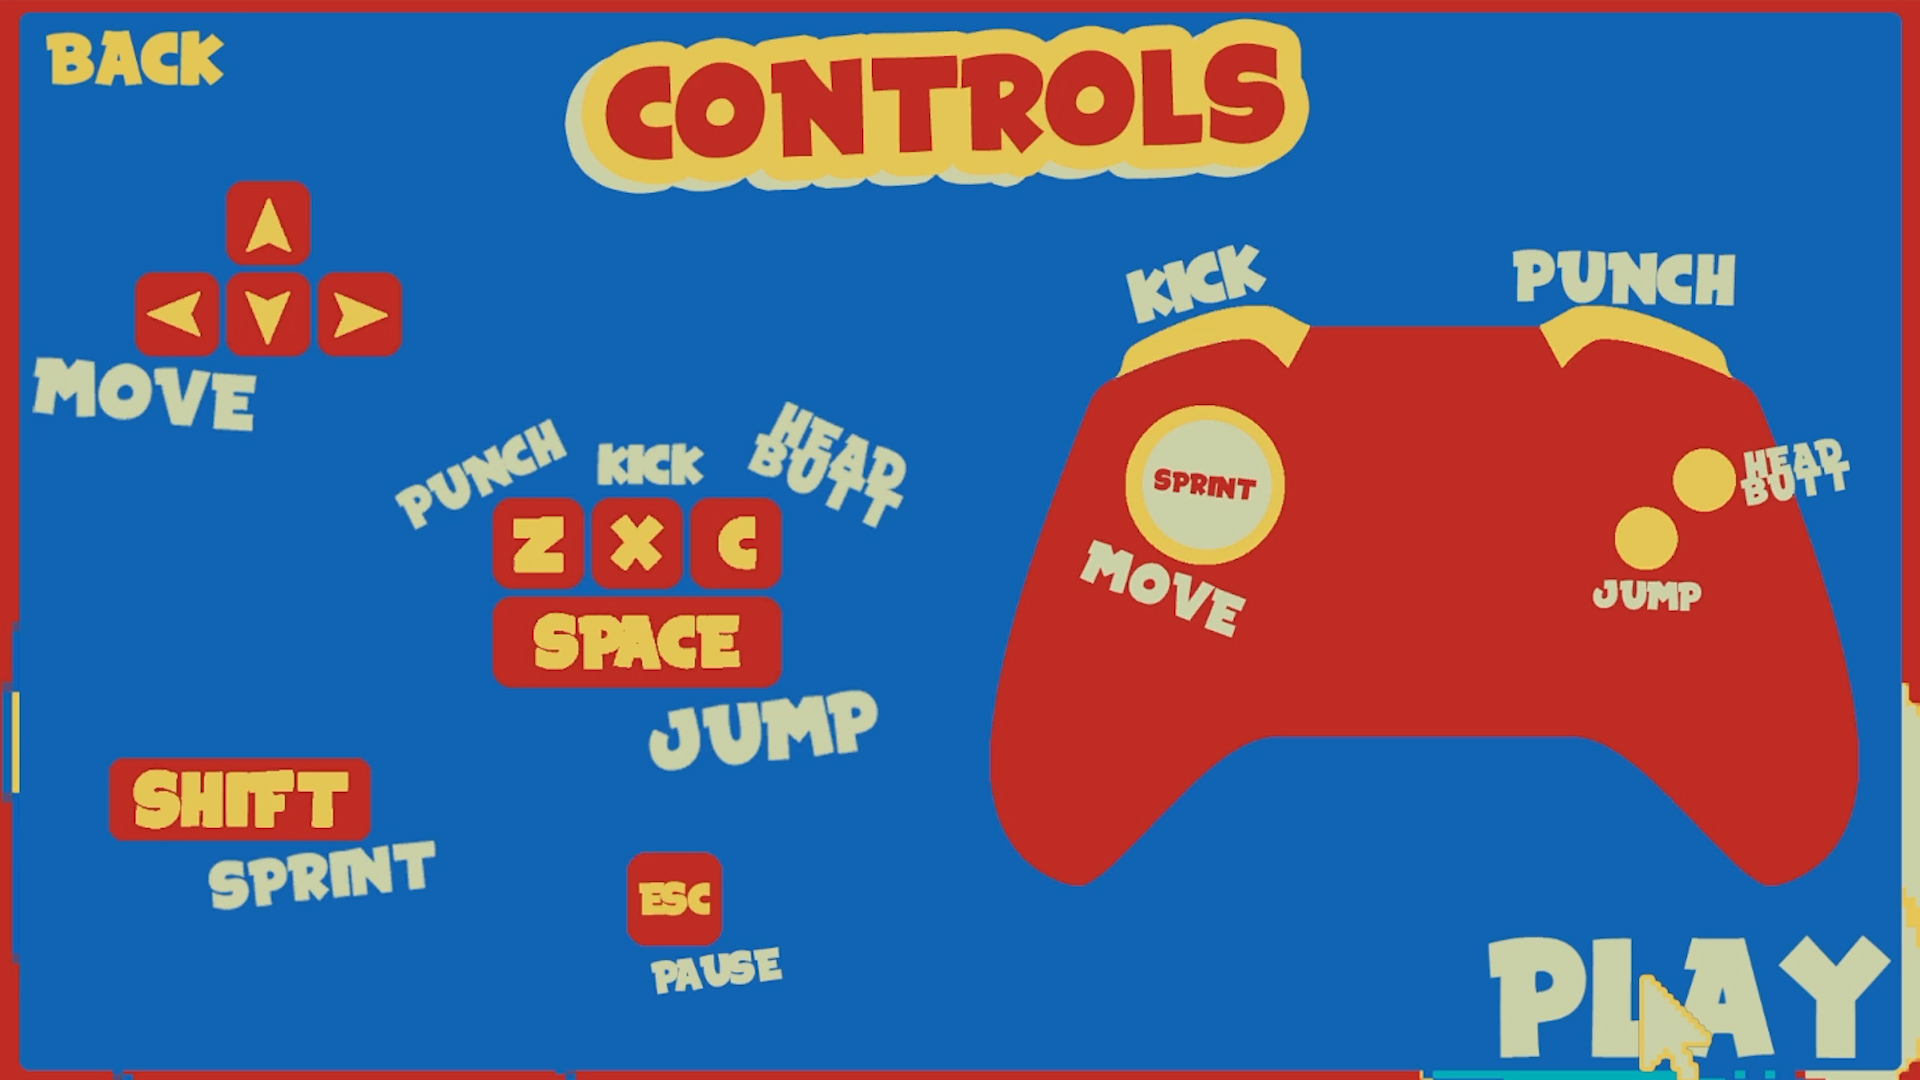 BACK
CONTROLS
MOVE
PUNCH
KICK
HEAD
BUTT
Z X C
SPACE
JUMP
SHIFT
SPRINT
ESC
PAUSE
KICK
PUNCH
SPRINT
MOVE
HEAD
BUTT
JUMP
PLAY